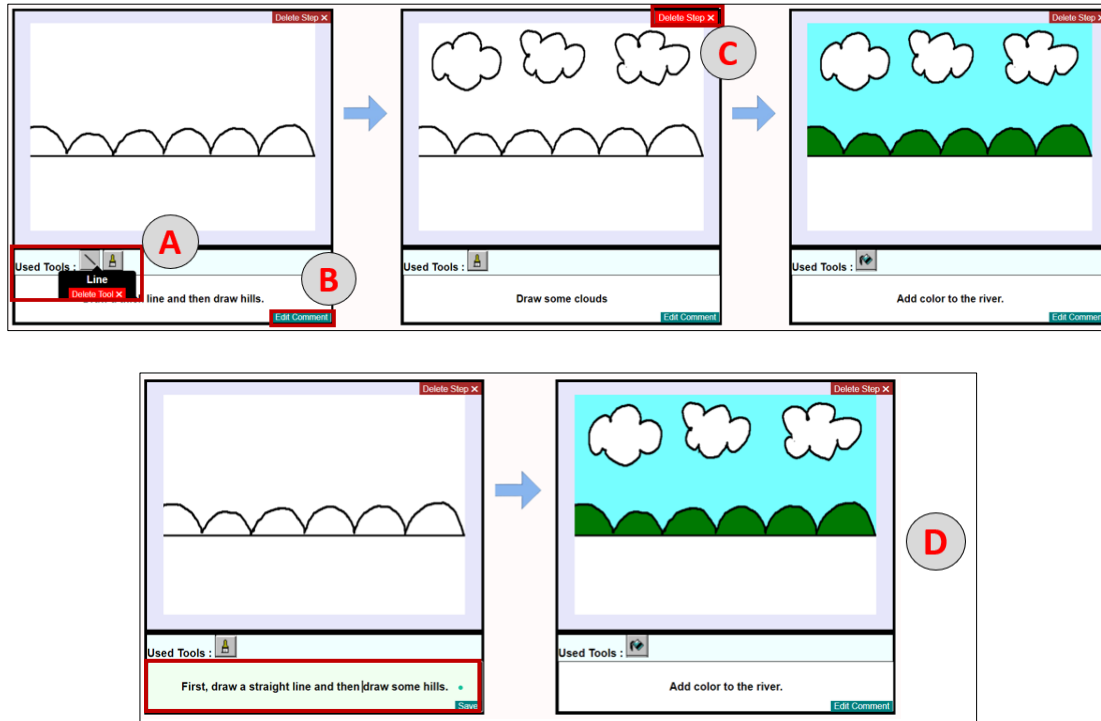 Delete Step ×
Delete Step ×
Delete Step ×
C
A
B
Used Tools :
Line
Delete Tool ×
line and then draw hills.
Edit Comment
Used Tools :
Draw some clouds
Edit Comment
Used Tools :
Add color to the river.
Edit Comment
Delete Step ×
Delete Step ×
D
Used Tools :
First, draw a straight line and then draw some hills.
Save
Used Tools :
Add color to the river.
Edit Comment